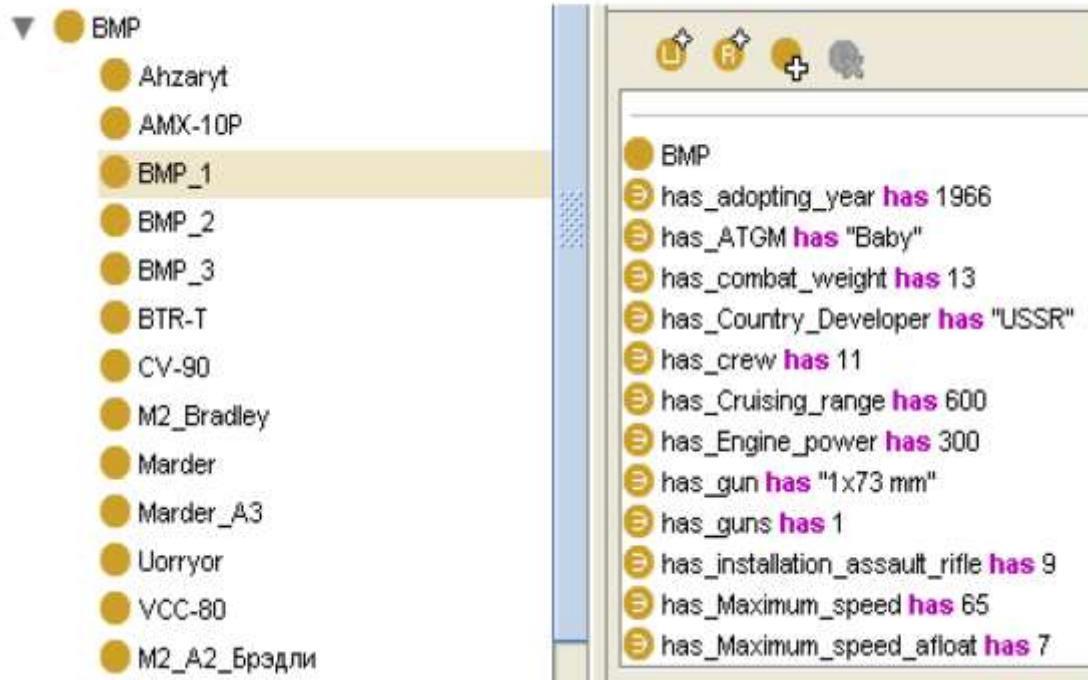 BMP
Ahzaryt
AMX-10P
BMP_1
BMP_2
BMP_3
BTR-T
CV-90
M2_Bradley
Marder
Marder_A3
Uorryor
VCC-80
M2_A2_Брэдли
BMP
has_adopting_year has 1966
has_ATGM has "Baby"
has_combat_weight has 13
has_Country_Developer has "USSR"
has_crew has 11
has_Cruising_range has 600
has_Engine_power has 300
has_gun has "1x73 mm"
has_guns has 1
has_installation_assault_rifle has 9
has_Maximum_speed has 65
has_Maximum_speed_afloat has 7